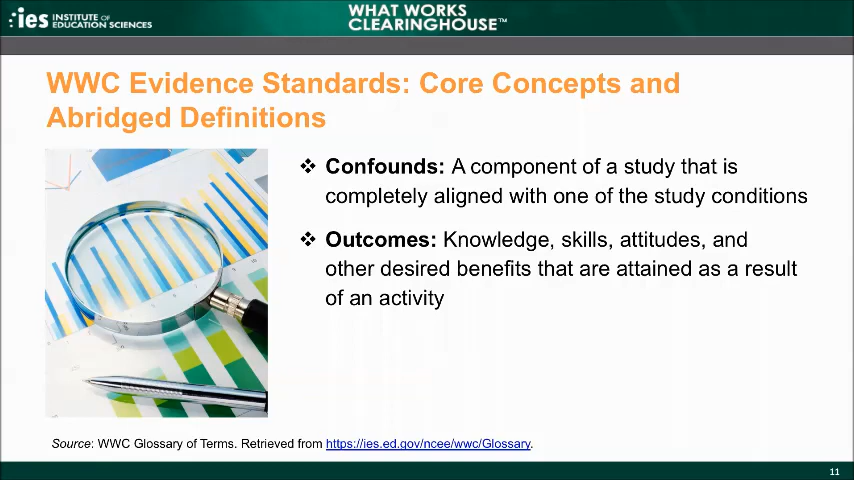 ies INSTITUTE OF
EDUCATION SCIENCES
WHAT WORKS
CLEARINGHOUSE™
WWC Evidence Standards: Core Concepts and
Abridged Definitions
❖ Confounds: A component of a study that is
completely aligned with one of the study conditions
❖ Outcomes: Knowledge, skills, attitudes, and
other desired benefits that are attained as a result
of an activity
Source: WWC Glossary of Terms. Retrieved from https://ies.ed.gov/ncee/wwc/Glossary.
11